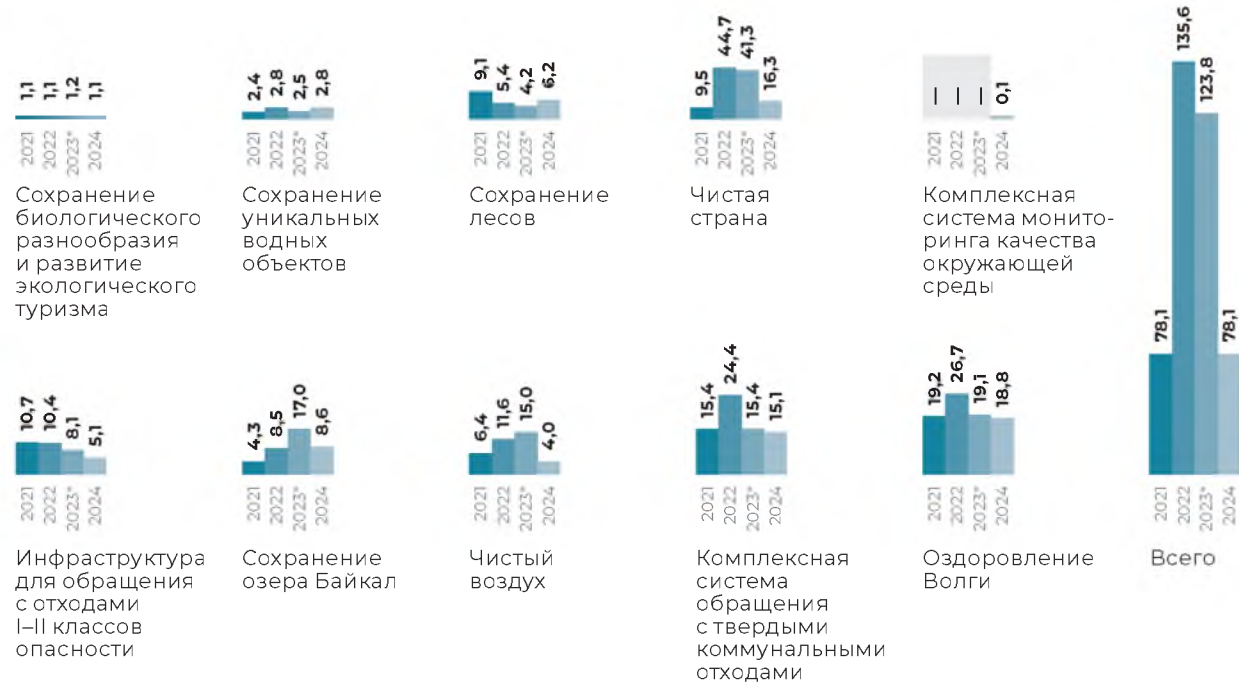 1,1 1,1 1,2 1,1
2021 2022 2023* 2024
Сохранение
биологического
разнообразия
и развитие
экологического
туризма
2,4 2,8 2,5 2,8
2021 2022 2023* 2024
Сохранение
уникальных
водных
объектов
9,1 5,4 4,2 6,2
2021 2022 2023* 2024
Сохранение
лесов
9,5 44,7 41,3 16,3
2021 2022 2023* 2024
Чистая
страна
— — — 0,1
2021 2022 2023* 2024
Комплексная
система монито-
ринга качества
окружающей
среды
10,7 10,4 8,1 5,1
2021 2022 2023* 2024
Инфраструктура
для обращения
с отходами
I–II классов
опасности
4,3 8,5 17,0 8,6
2021 2022 2023* 2024
Сохранение
озера Байкал
6,4 11,6 15,0 4,0
2021 2022 2023* 2024
Чистый
воздух
15,4 24,4 15,4 15,1
2021 2022 2023* 2024
Комплексная
система
обращения
с твердыми
коммунальными
отходами
19,2 26,7 19,1 18,8
2021 2022 2023* 2024
Оздоровление
Волги
78,1 135,6 123,8 78,1
2021 2022 2023* 2024
Всего